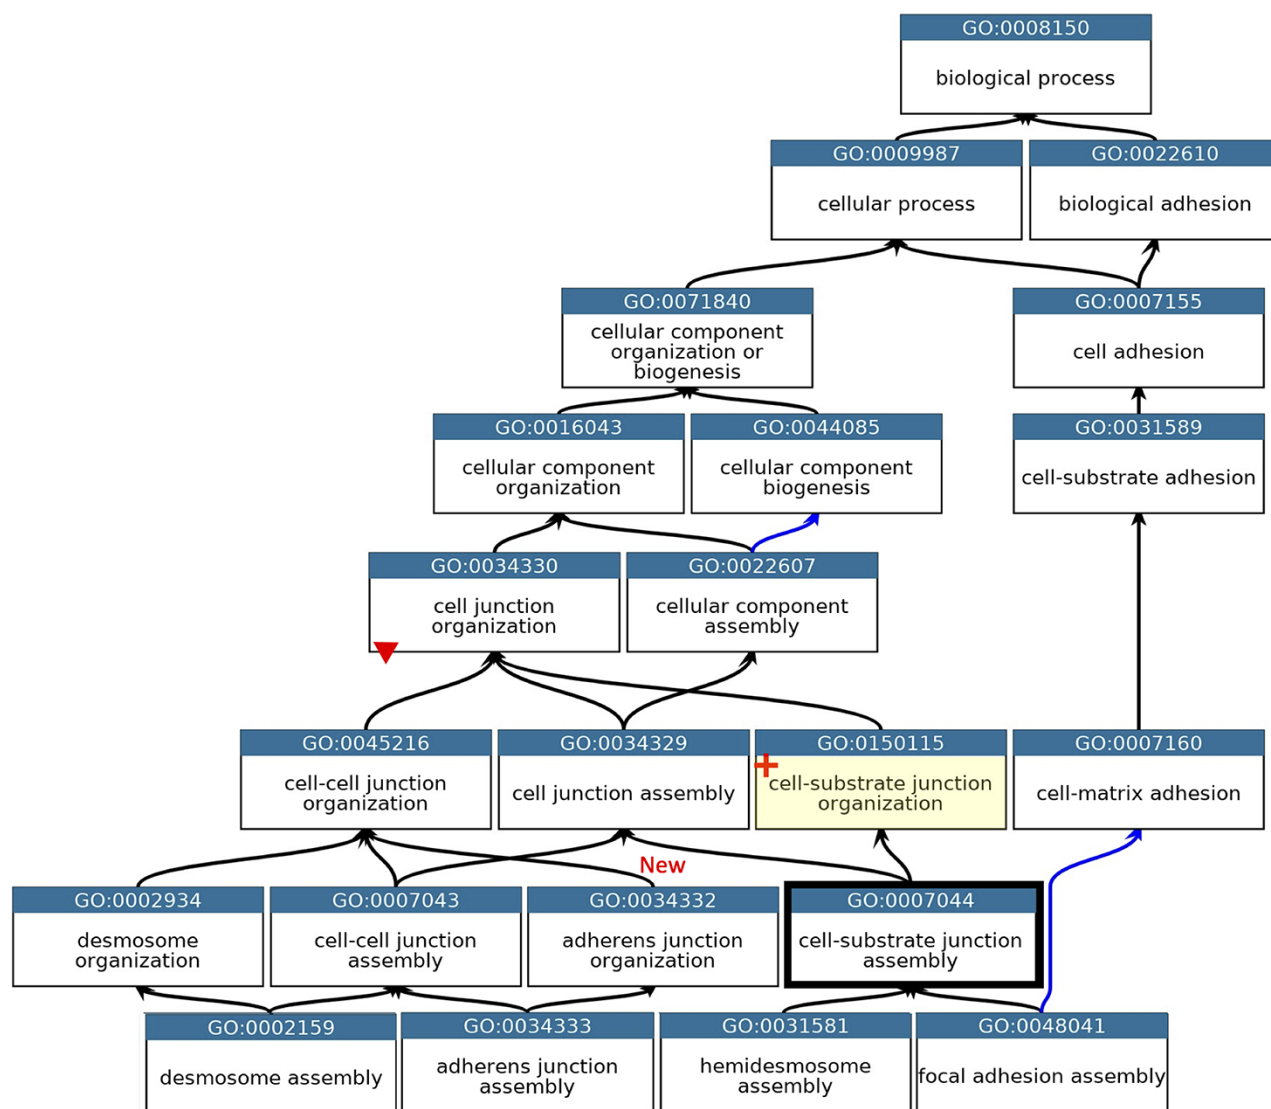 GO:0008150
biological process
GO:0009987
cellular process
GO:0022610
biological adhesion
GO:0071840
cellular component
organization or
biogenesis
GO:0007155
cell adhesion
GO:0016043
cellular component
organization
GO:0044085
cellular component
biogenesis
GO:0031589
cell-substrate adhesion
GO:0034330
cell junction
organization
GO:0022607
cellular component
assembly
GO:0045216
cell-cell junction
organization
GO:0034329
cell junction assembly
GO:0150115
cell-substrate junction
organization
GO:0007160
cell-matrix adhesion
New
GO:0002934
desmosome
organization
GO:0007043
cell-cell junction
assembly
GO:0034332
adherens junction
organization
GO:0007044
cell-substrate junction
assembly
GO:0002159
desmosome assembly
GO:0034333
adherens junction
assembly
GO:0031581
hemidesmosome
assembly
GO:0048041
focal adhesion assembly